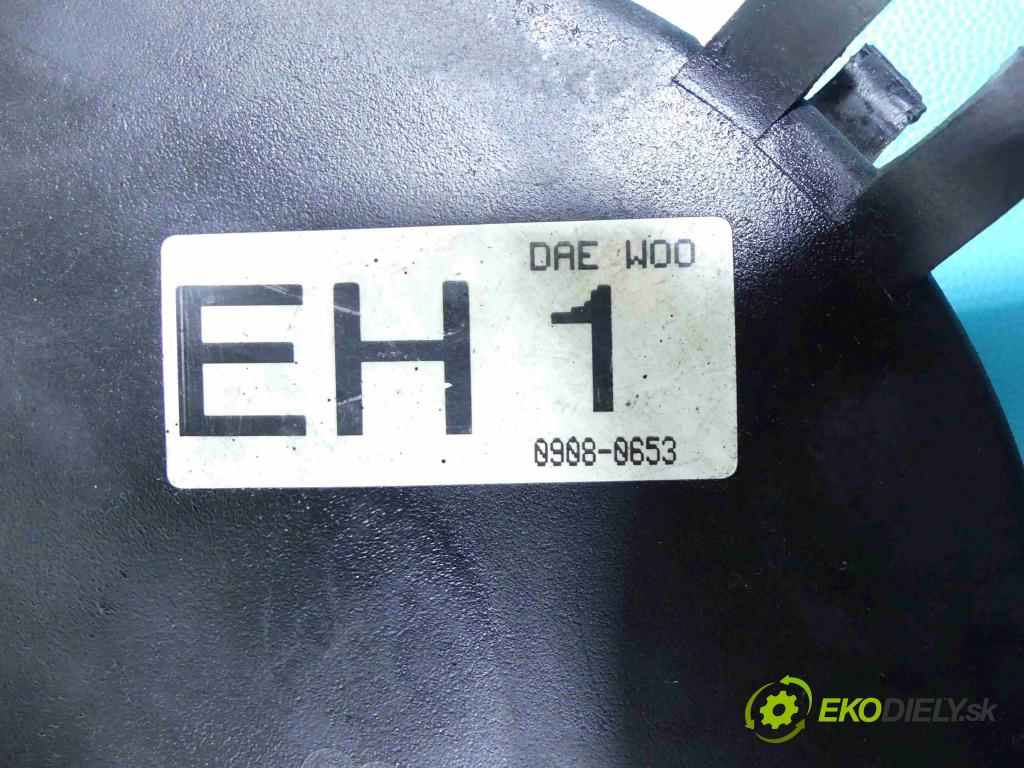 DAE WOO
EH 1
0908-0653
EKODIELY.sk